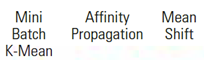 Mini Affinity Mean
Batch Propagation Shift
K-Mean